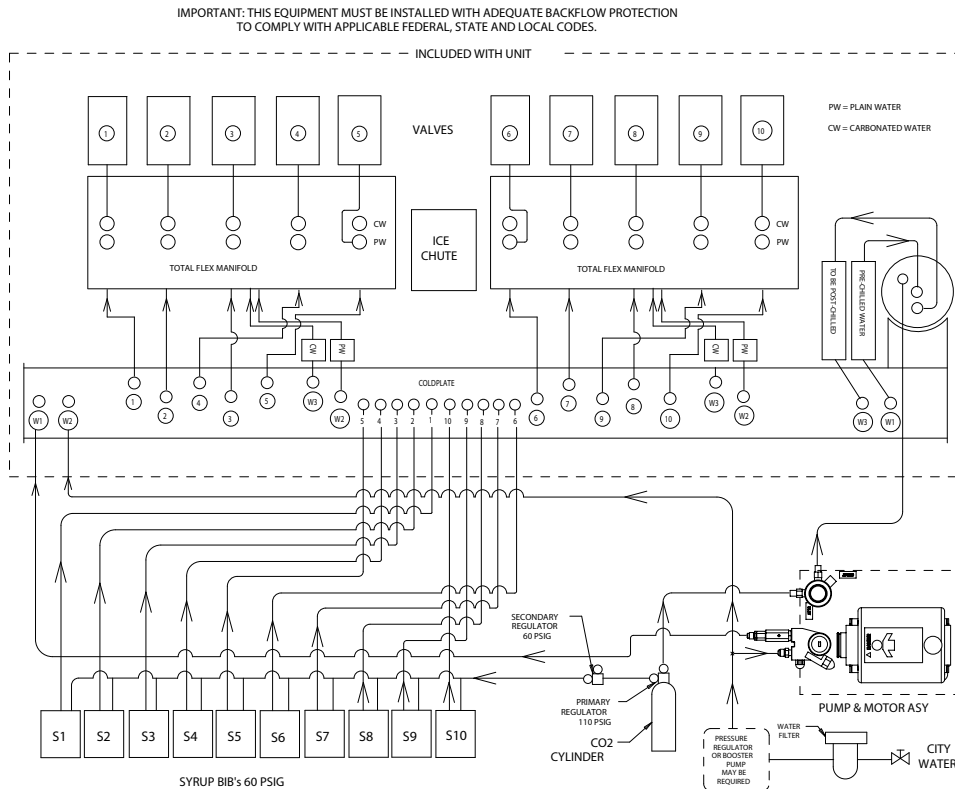 IMPORTANT: THIS EQUIPMENT MUST BE INSTALLED WITH ADEQUATE BACKFLOW PROTECTION
TO COMPLY WITH APPLICABLE FEDERAL, STATE AND LOCAL CODES.
INCLUDED WITH UNIT
1
2
3
4
5
VALVES
6
7
8
9
10
PW = PLAIN WATER
CW = CARBONATED WATER
CW
PW
TOTAL FLEX MANIFOLD
ICE
CHUTE
CW
PW
TOTAL FLEX MANIFOLD
TO BE POST-CHILLED
PRE-CHILLED WATER
CW
PW
CW
PW
COLDPLATE
W1
W2
1
2
4
3
5
W3
W2
5
4
3
2
1
10
9
8
7
6
6
7
9
8
10
W3
W2
W3
W1
SECONDARY
REGULATOR
60 PSIG
PRIMARY
REGULATOR
110 PSIG
CO2
CYLINDER
PUMP & MOTOR ASY
S1
S2
S3
S4
S5
S6
S7
S8
S9
S10
SYRUP BIB's 60 PSIG
PRESSURE
REGULATOR
OR BOOSTER
PUMP
MAY BE
REQUIRED
WATER
FILTER
CITY
WATER